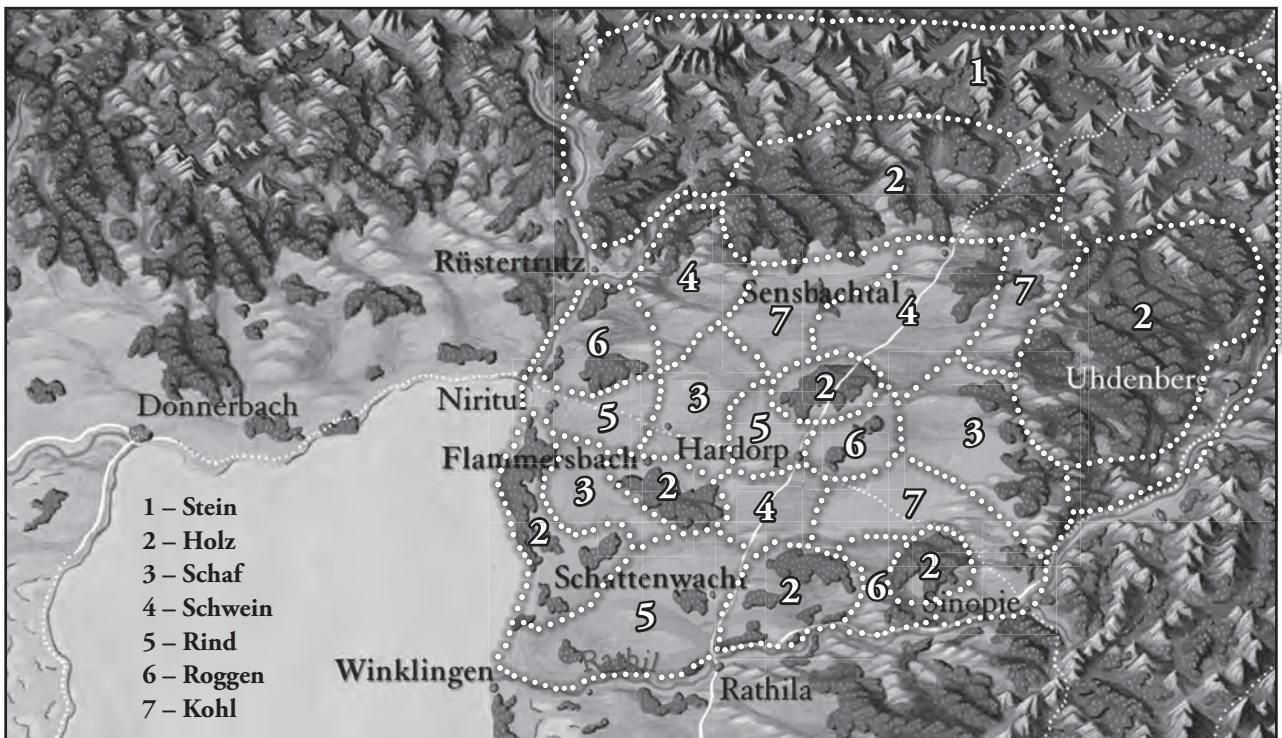 1
2
Rüstertrutz
4
Sensbachtal
7
4
7
2
6
Uhdenberg
2
Donnerbach
Niritul
3
5
5
Hardorp
6
3
Flammersbach
3
2
4
7
2
1 – Stein
2 – Holz
3 – Schaf
4 – Schwein
5 – Rind
6 – Roggen
7 – Kohl
Schattenwacht
2
6
2
Sinopje
5
Winklingen
Rathil
Rathila